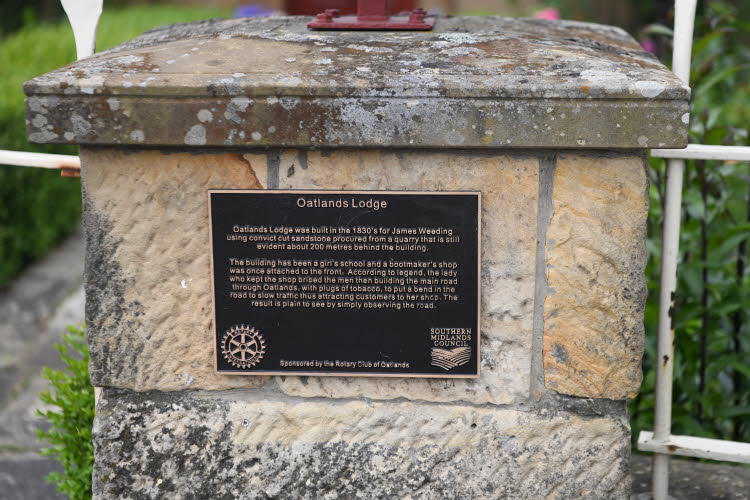 Oatlands Lodge
Oatlands Lodge was built in the 1830's for James Weeding
using convict cut sandstone procured from a quarry that is still
evident about 200 metres behind the building.
The building has been a girl's school and a bootmaker's shop
was once attached to the front. According to legend, the lady
who kept the shop bribed the men then building the main road
through Oatlands, with plugs of tobacco, to put a bend in the
road to slow traffic thus attracting customers to her shop. The
result is plain to see by simply observing the road.
SOUTHERN
MIDLANDS
COUNCIL
Sponsored by the Rotary Club of Oatlands